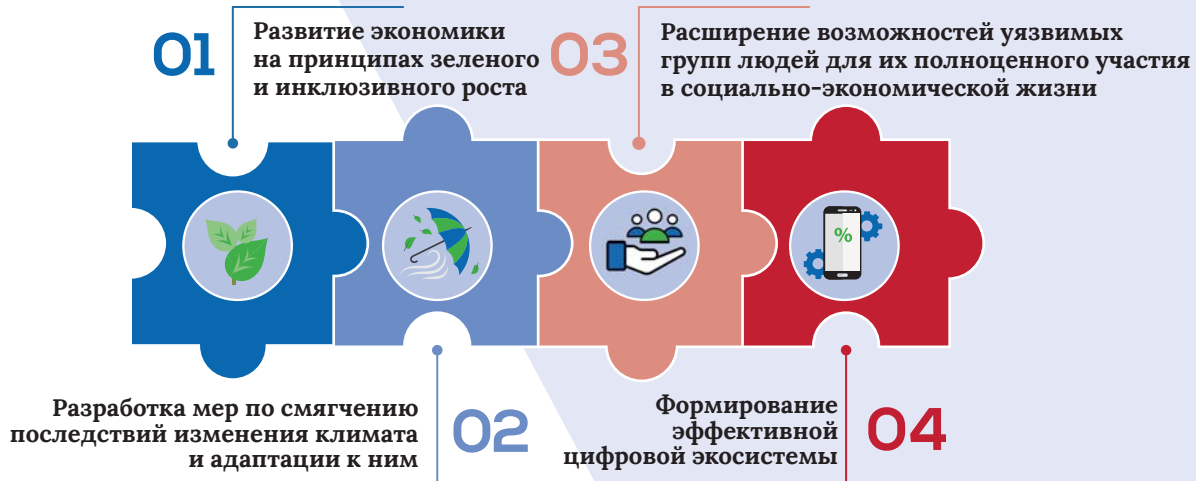 01
Развитие экономики
на принципах зеленого
и инклюзивного роста
03
Расширение возможностей уязвимых
групп людей для их полноценного участия
в социально-экономической жизни
%
Разработка мер по смягчению
последствий изменения климата
и адаптации к ним
02
Формирование
эффективной
цифровой экосистемы
04